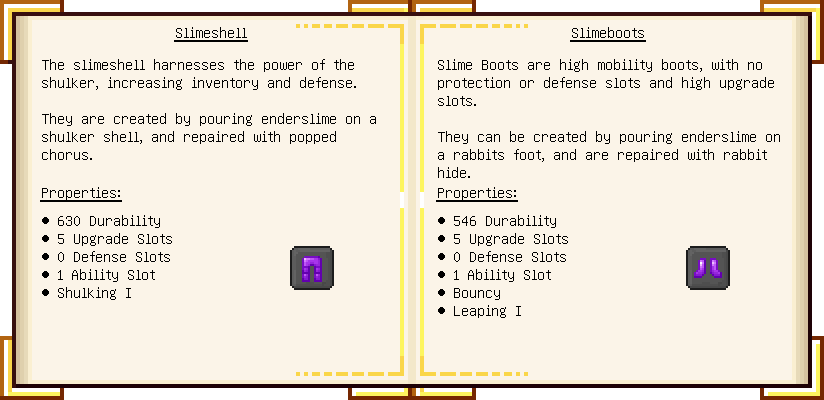 Slimeshell
The slimeshell harnesses the power of the
shulker, increasing inventory and defense.
They are created by pouring enderslime on a
shulker shell, and repaired with popped
chorus.
Properties:
● 630 Durability
● 5 Upgrade Slots
● 0 Defense Slots
● 1 Ability Slot
● Shulking I
Slimeboots
Slime Boots are high mobility boots, with no
protection or defense slots and high upgrade
slots.
They can be created by pouring enderslime on
a rabbits foot, and are repaired with rabbit
hide.
Properties:
● 546 Durability
● 5 Upgrade Slots
● 0 Defense Slots
● 1 Ability Slot
● Bouncy
● Leaping I